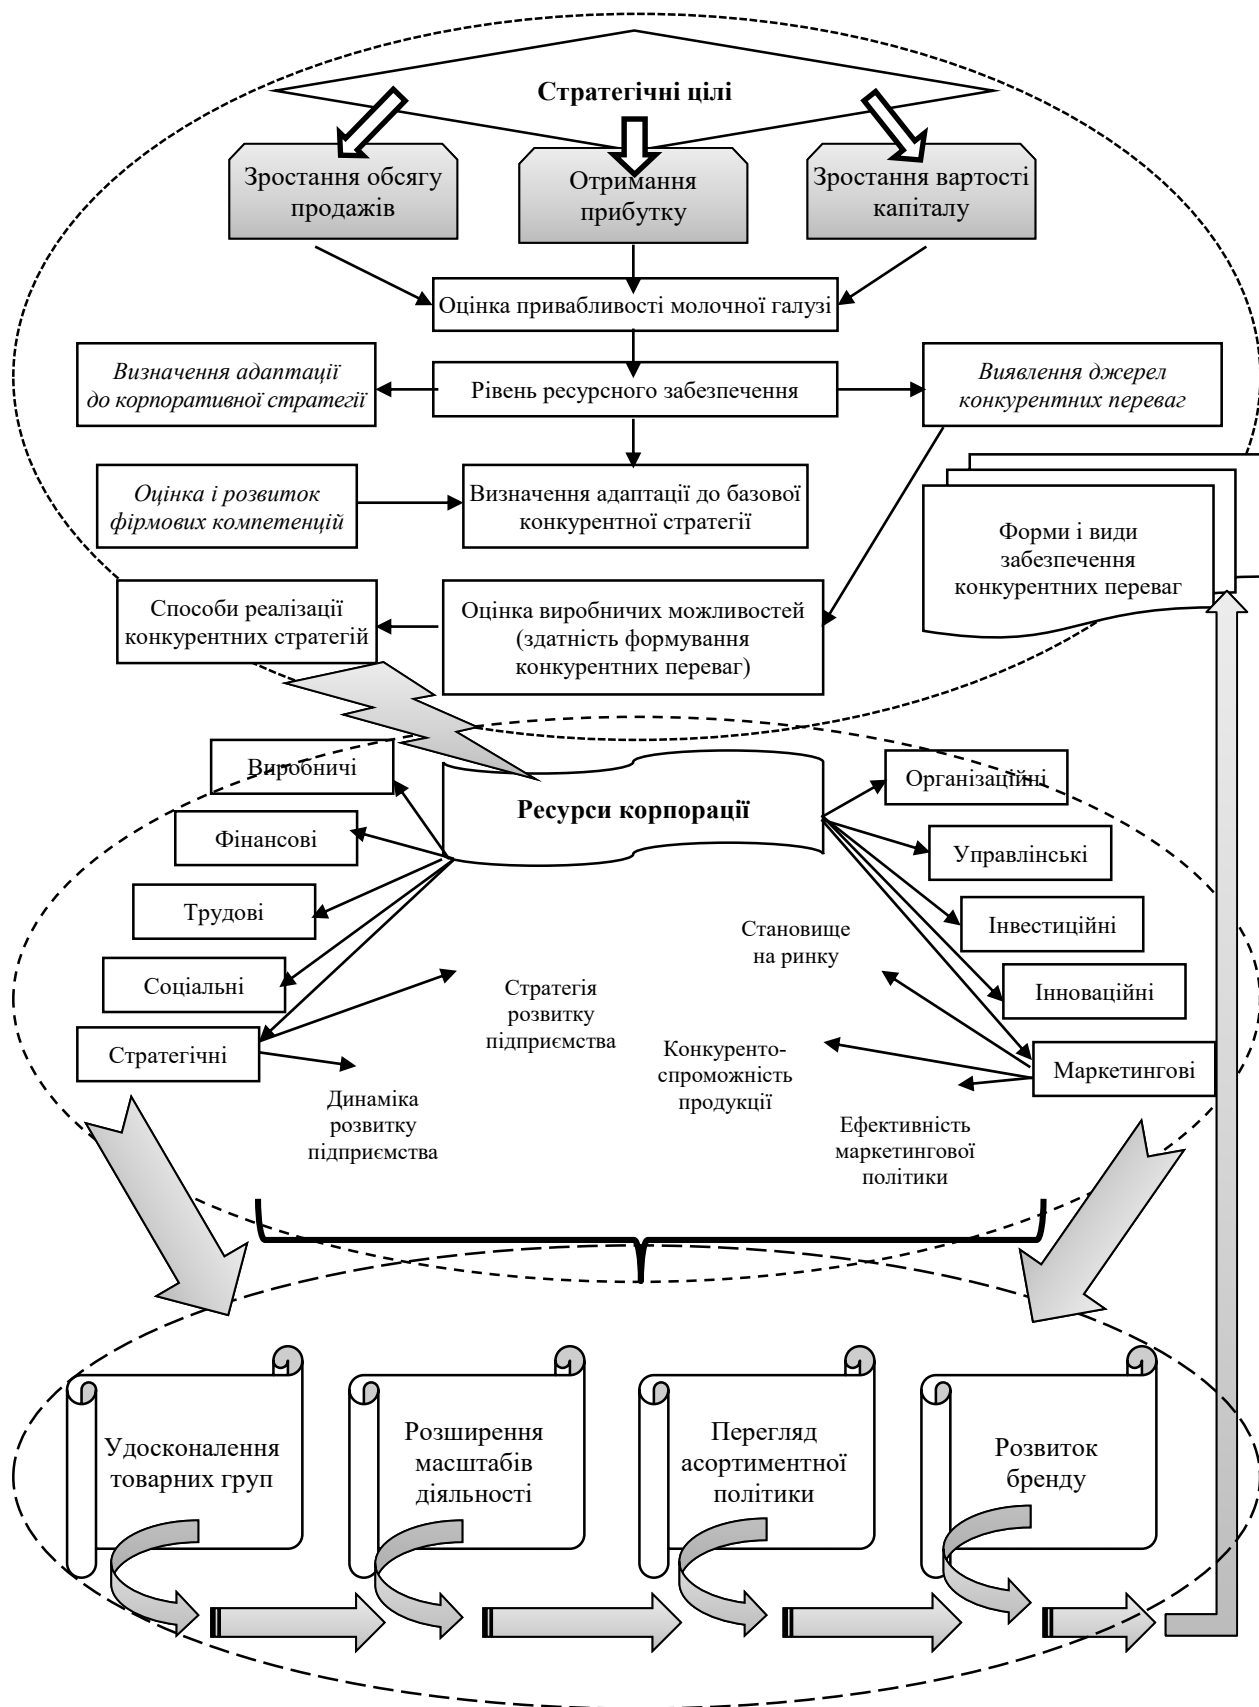 Стратегічні цілі
Зростання обсягу
продажів
Отримання
прибутку
Зростання вартості
капіталу
Оцінка привабливості молочної галузі
Визначення адаптації
до корпоративної стратегії
Рівень ресурсного забезпечення
Виявлення джерел
конкурентних переваг
Оцінка і розвиток
фірмових компетенцій
Визначення адаптації до базової
конкурентної стратегії
Форми і види
забезпечення
конкурентних переваг
Способи реалізації
конкурентних стратегій
Оцінка виробничих можливостей
(здатність формування
конкурентних переваг)
Ресурси корпорації
Виробничі
Фінансові
Трудові
Соціальні
Стратегічні
Організаційні
Управлінські
Інвестиційні
Інноваційні
Маркетингові
Стратегія
розвитку
підприємства
Динаміка
розвитку
підприємства
Становище
на ринку
Конкуренто-
спроможність
продукції
Ефективність
маркетингової
політики
Удосконалення
товарних груп
Розширення
масштабів
діяльності
Перегляд
асортиментної
політики
Розвиток
бренду